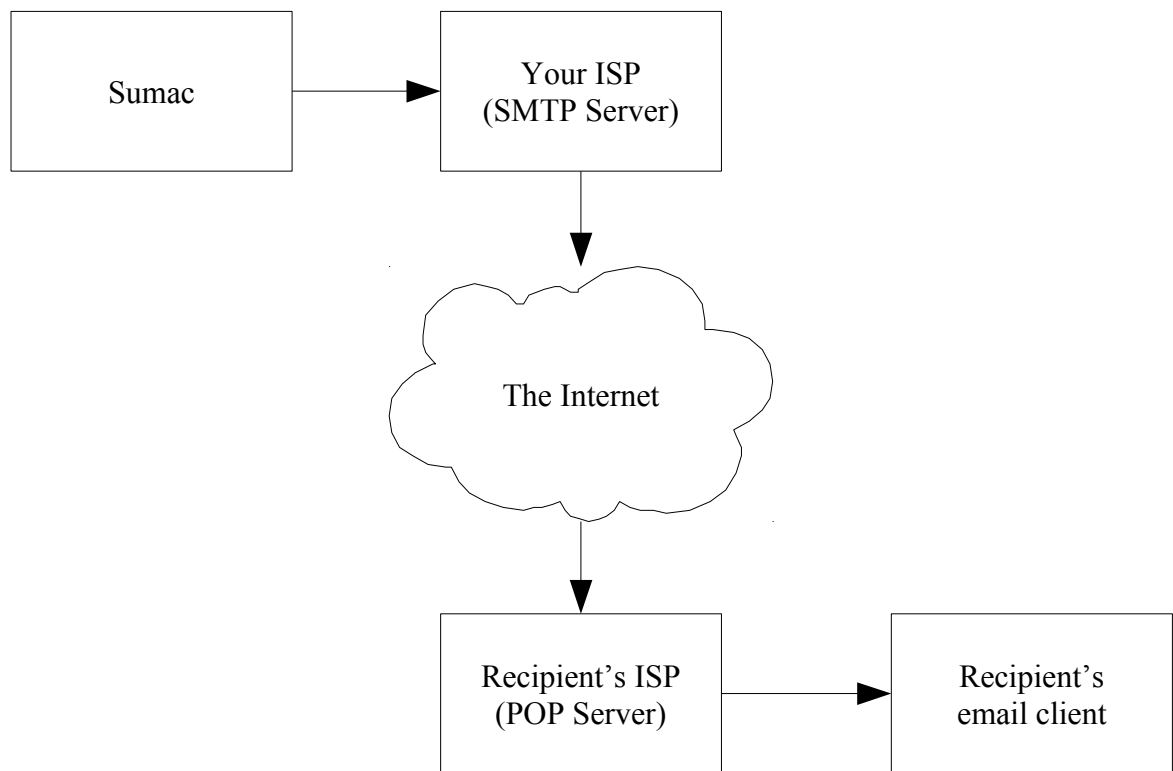 Sumac
Your ISP
(SMTP Server)
The Internet
Recipient’s ISP
(POP Server)
Recipient’s
email client